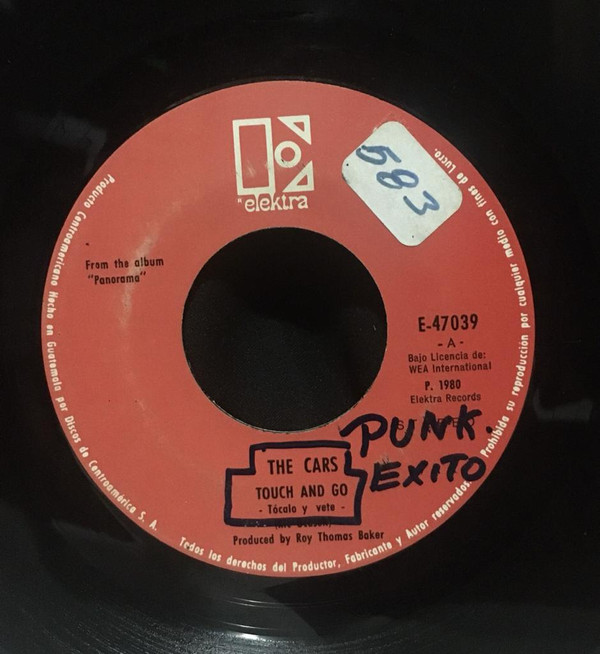 elektra
583
From the album
"Panorama"
E-47039
- A -
Bajo Licencia de:
WEA International
P. 1980
Elektra Records
STEREO
PUNK.
EXITO
THE CARS
TOUCH AND GO
- Tócalo y vete -
Produced by Roy Thomas Baker
Producto Centroamericano Hecho en Guatemala por Discos de Centroamérica S. A. Todos los derechos del Productor, Fabricante y Autor reservados. Prohibida su reproducción por cualquier medio con fines de Lucro.